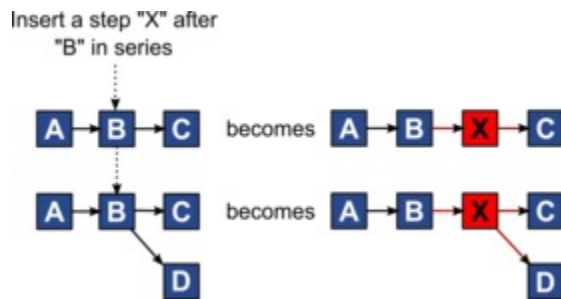 Insert a step "X" after
"B" in series
A B C becomes A B X C
A B C becomes A B X C
D D